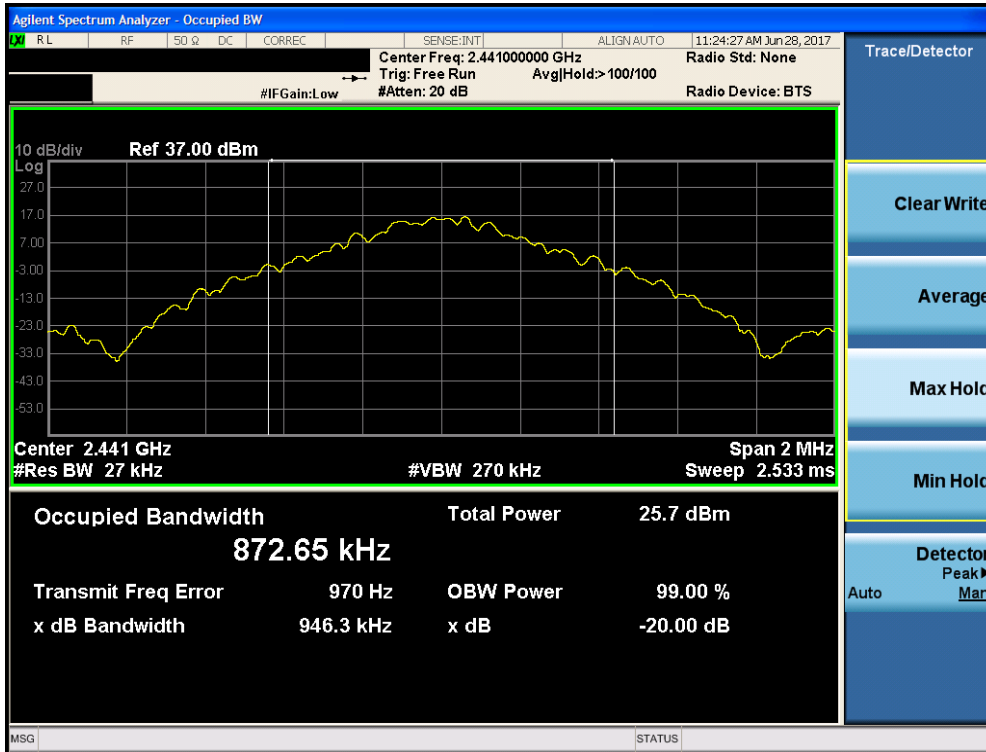 Agilent Spectrum Analyzer - Occupied BW
LXI RL RF 50 Ω DC CORREC SENSE:INT ALIGN AUTO 11:24:27 AM Jun 28, 2017
Center Freq: 2.441000000 GHz Radio Std: None
Trig: Free Run Avg|Hold:> 100/100
#IFGain:Low #Atten: 20 dB Radio Device: BTS
10 dB/div Ref 37.00 dBm
Log
27.0
17.0
7.00
-3.00
-13.0
-23.0
-33.0
-43.0
-53.0
Center 2.441 GHz Span 2 MHz
#Res BW 27 kHz #VBW 270 kHz Sweep 2.533 ms
Occupied Bandwidth Total Power 25.7 dBm
872.65 kHz
Transmit Freq Error 970 Hz OBW Power 99.00 %
x dB Bandwidth 946.3 kHz x dB -20.00 dB
MSG STATUS
Trace/Detector
Clear Write
Average
Max Hold
Min Hold
Detector
Peak▶
Auto Man